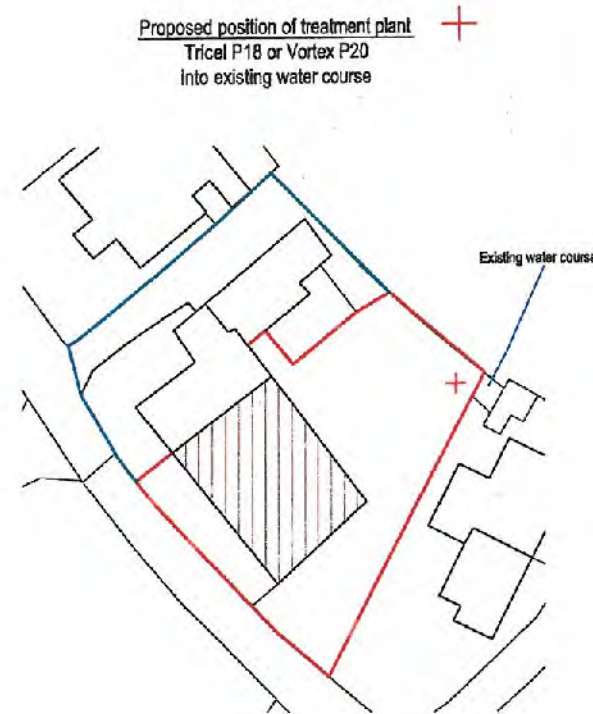 Proposed position of treatment plant
Tricel P18 or Vortex P20
into existing water course
Existing water course